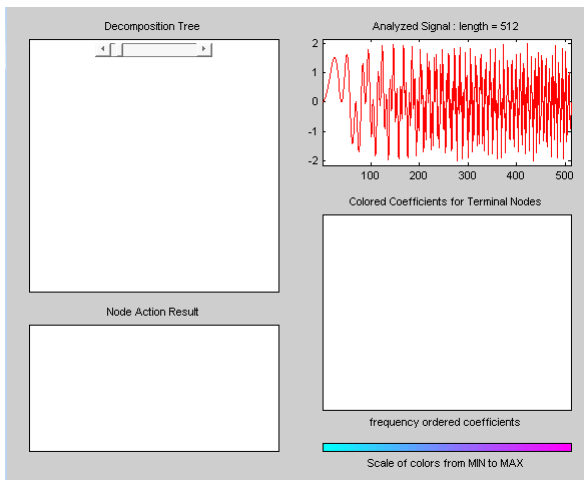 Decomposition Tree
Analyzed Signal : length = 512
2
1
0
-1
-2
100 200 300 400 500
Colored Coefficients for Terminal Nodes
Node Action Result
frequency ordered coefficients
Scale of colors from MIN to MAX